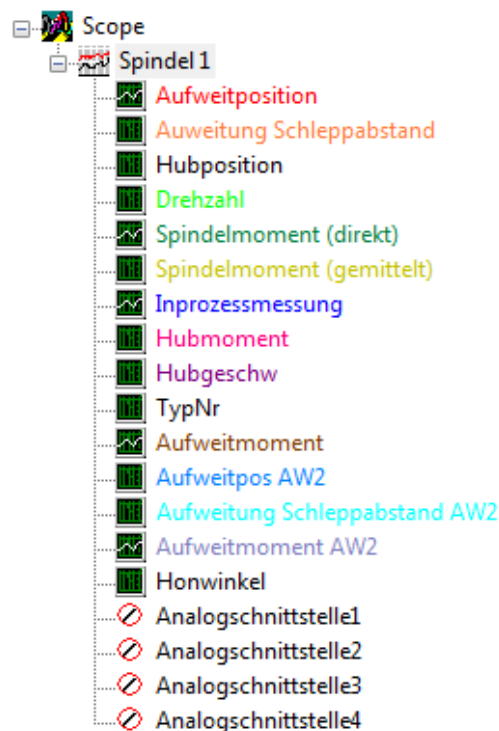 Scope
Spindel 1
Aufweitposition
Auweitung Schleppabstand
Hubposition
Drehzahl
Spindelmoment (direkt)
Spindelmoment (gemittelt)
Inprozessmessung
Hubmoment
Hubgeschw
TypNr
Aufweitmoment
Aufweitpos AW2
Aufweitung Schleppabstand AW2
Aufweitmoment AW2
Honwinkel
Analogschnittstelle1
Analogschnittstelle2
Analogschnittstelle3
Analogschnittstelle4